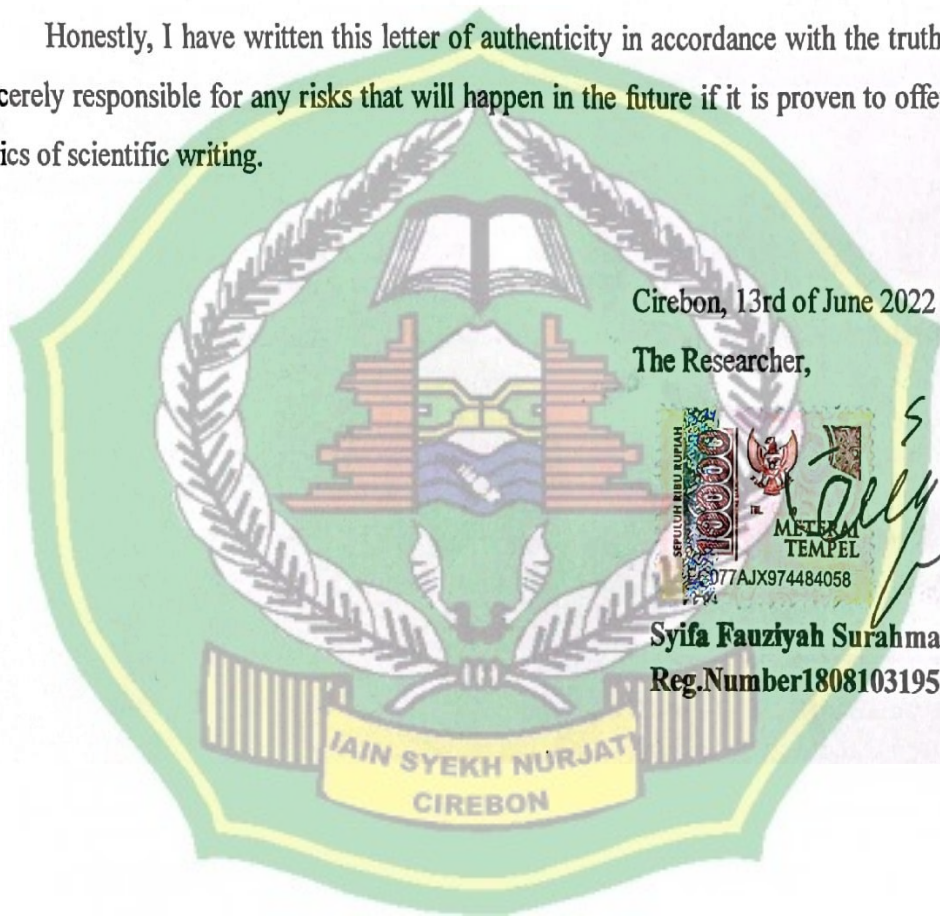 Honestly, I have written this letter of authenticity in accordance with the truth
cerely responsible for any risks that will happen in the future if it is proven to offe
ics of scientific writing.
Cirebon, 13rd of June 2022
The Researcher,
SEPULUH RIBU RUPIAH
10000
METERAI
TEMPEL
077AJX974484058
Syifa Fauziyah Surahma
Reg.Number1808103195
IAIN SYEKH NURJATI
CIREBON